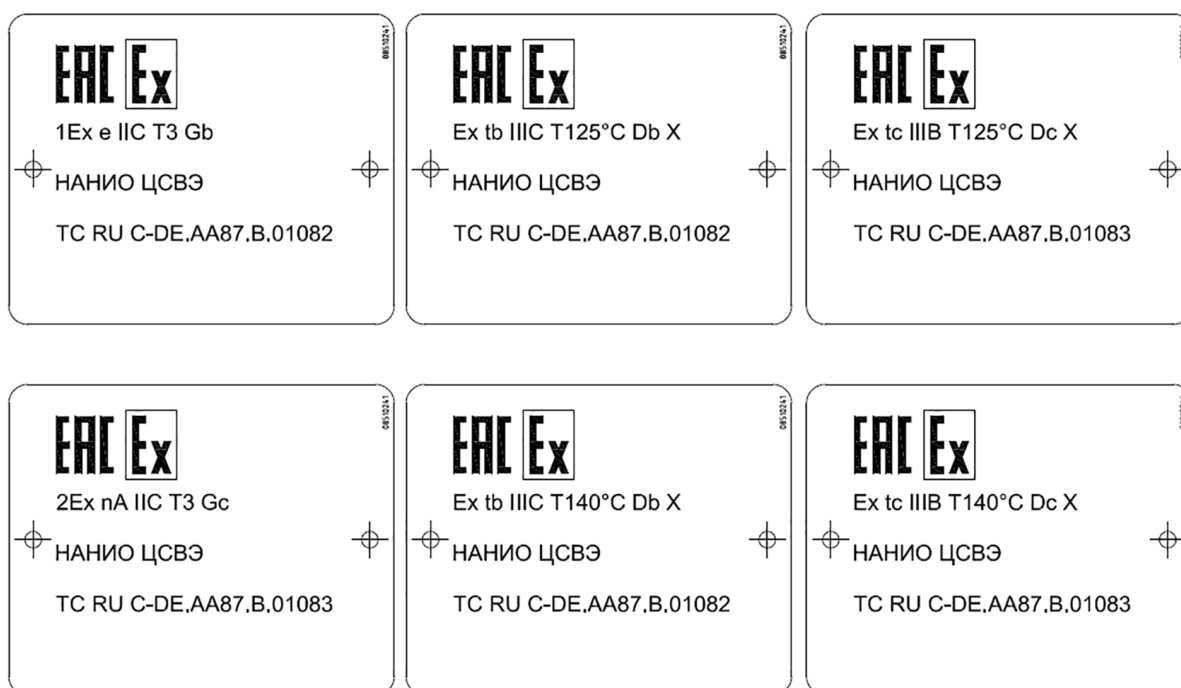 EAC Ex
08510241
1Ex e IIC T3 Gb
НАНИО ЦСВЭ
TC RU C-DE.AA87.B.01082
EAC Ex
08510241
Ex tb IIIC T125°C Db X
НАНИО ЦСВЭ
TC RU C-DE.AA87.B.01082
EAC Ex
Ex tc IIIB T125°C Dc X
НАНИО ЦСВЭ
TC RU C-DE.AA87.B.01083
EAC Ex
08510241
2Ex nA IIC T3 Gc
НАНИО ЦСВЭ
TC RU C-DE.AA87.B.01083
EAC Ex
08510241
Ex tb IIIC T140°C Db X
НАНИО ЦСВЭ
TC RU C-DE.AA87.B.01082
EAC Ex
Ex tc IIIB T140°C Dc X
НАНИО ЦСВЭ
TC RU C-DE.AA87.B.01083